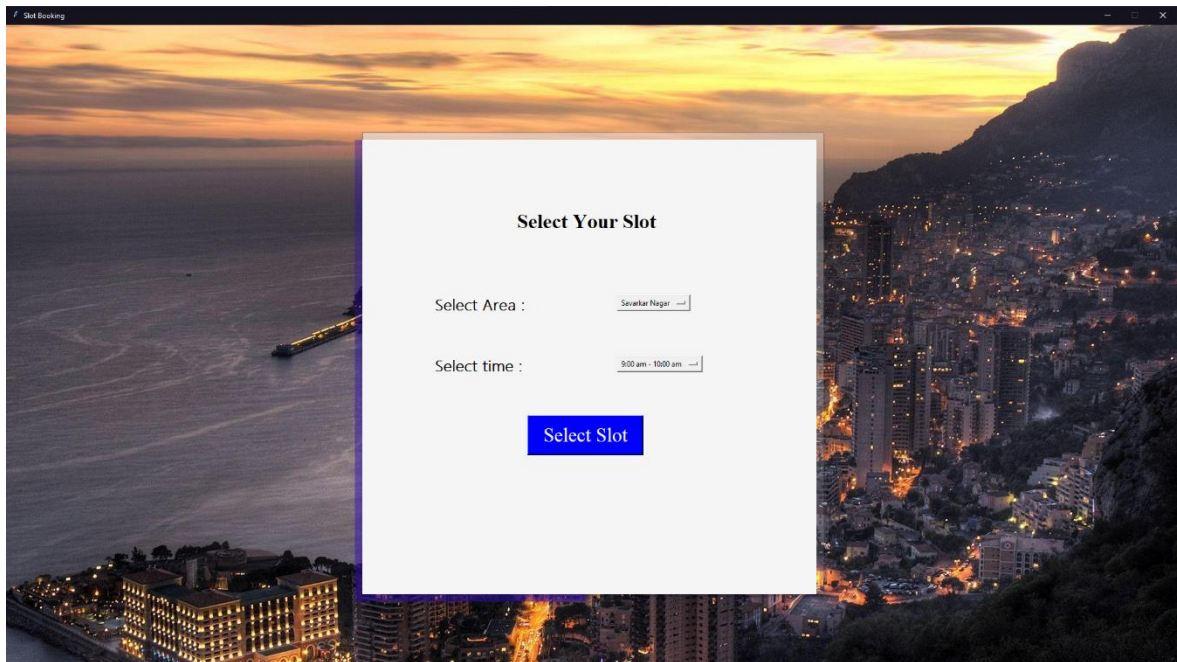 Slot Booking
Select Your Slot
Select Area :
Savarkar Nagar
Select time :
9:00 am - 10:00 am
Select Slot